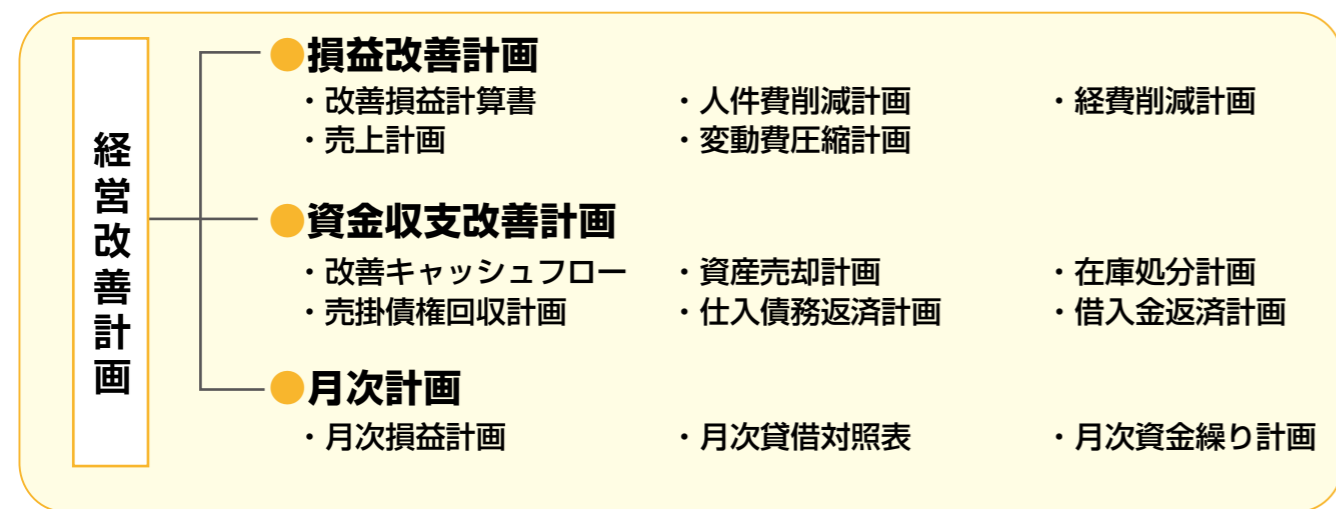 経営改善計画
●損益改善計画
・改善損益計算書 ・人件費削減計画 ・経費削減計画
・売上計画 ・変動費圧縮計画
●資金収支改善計画
・改善キャッシュフロー ・資産売却計画 ・在庫処分計画
・売掛債権回収計画 ・仕入債務返済計画 ・借入金返済計画
●月次計画
・月次損益計画 ・月次貸借対照表 ・月次資金繰り計画